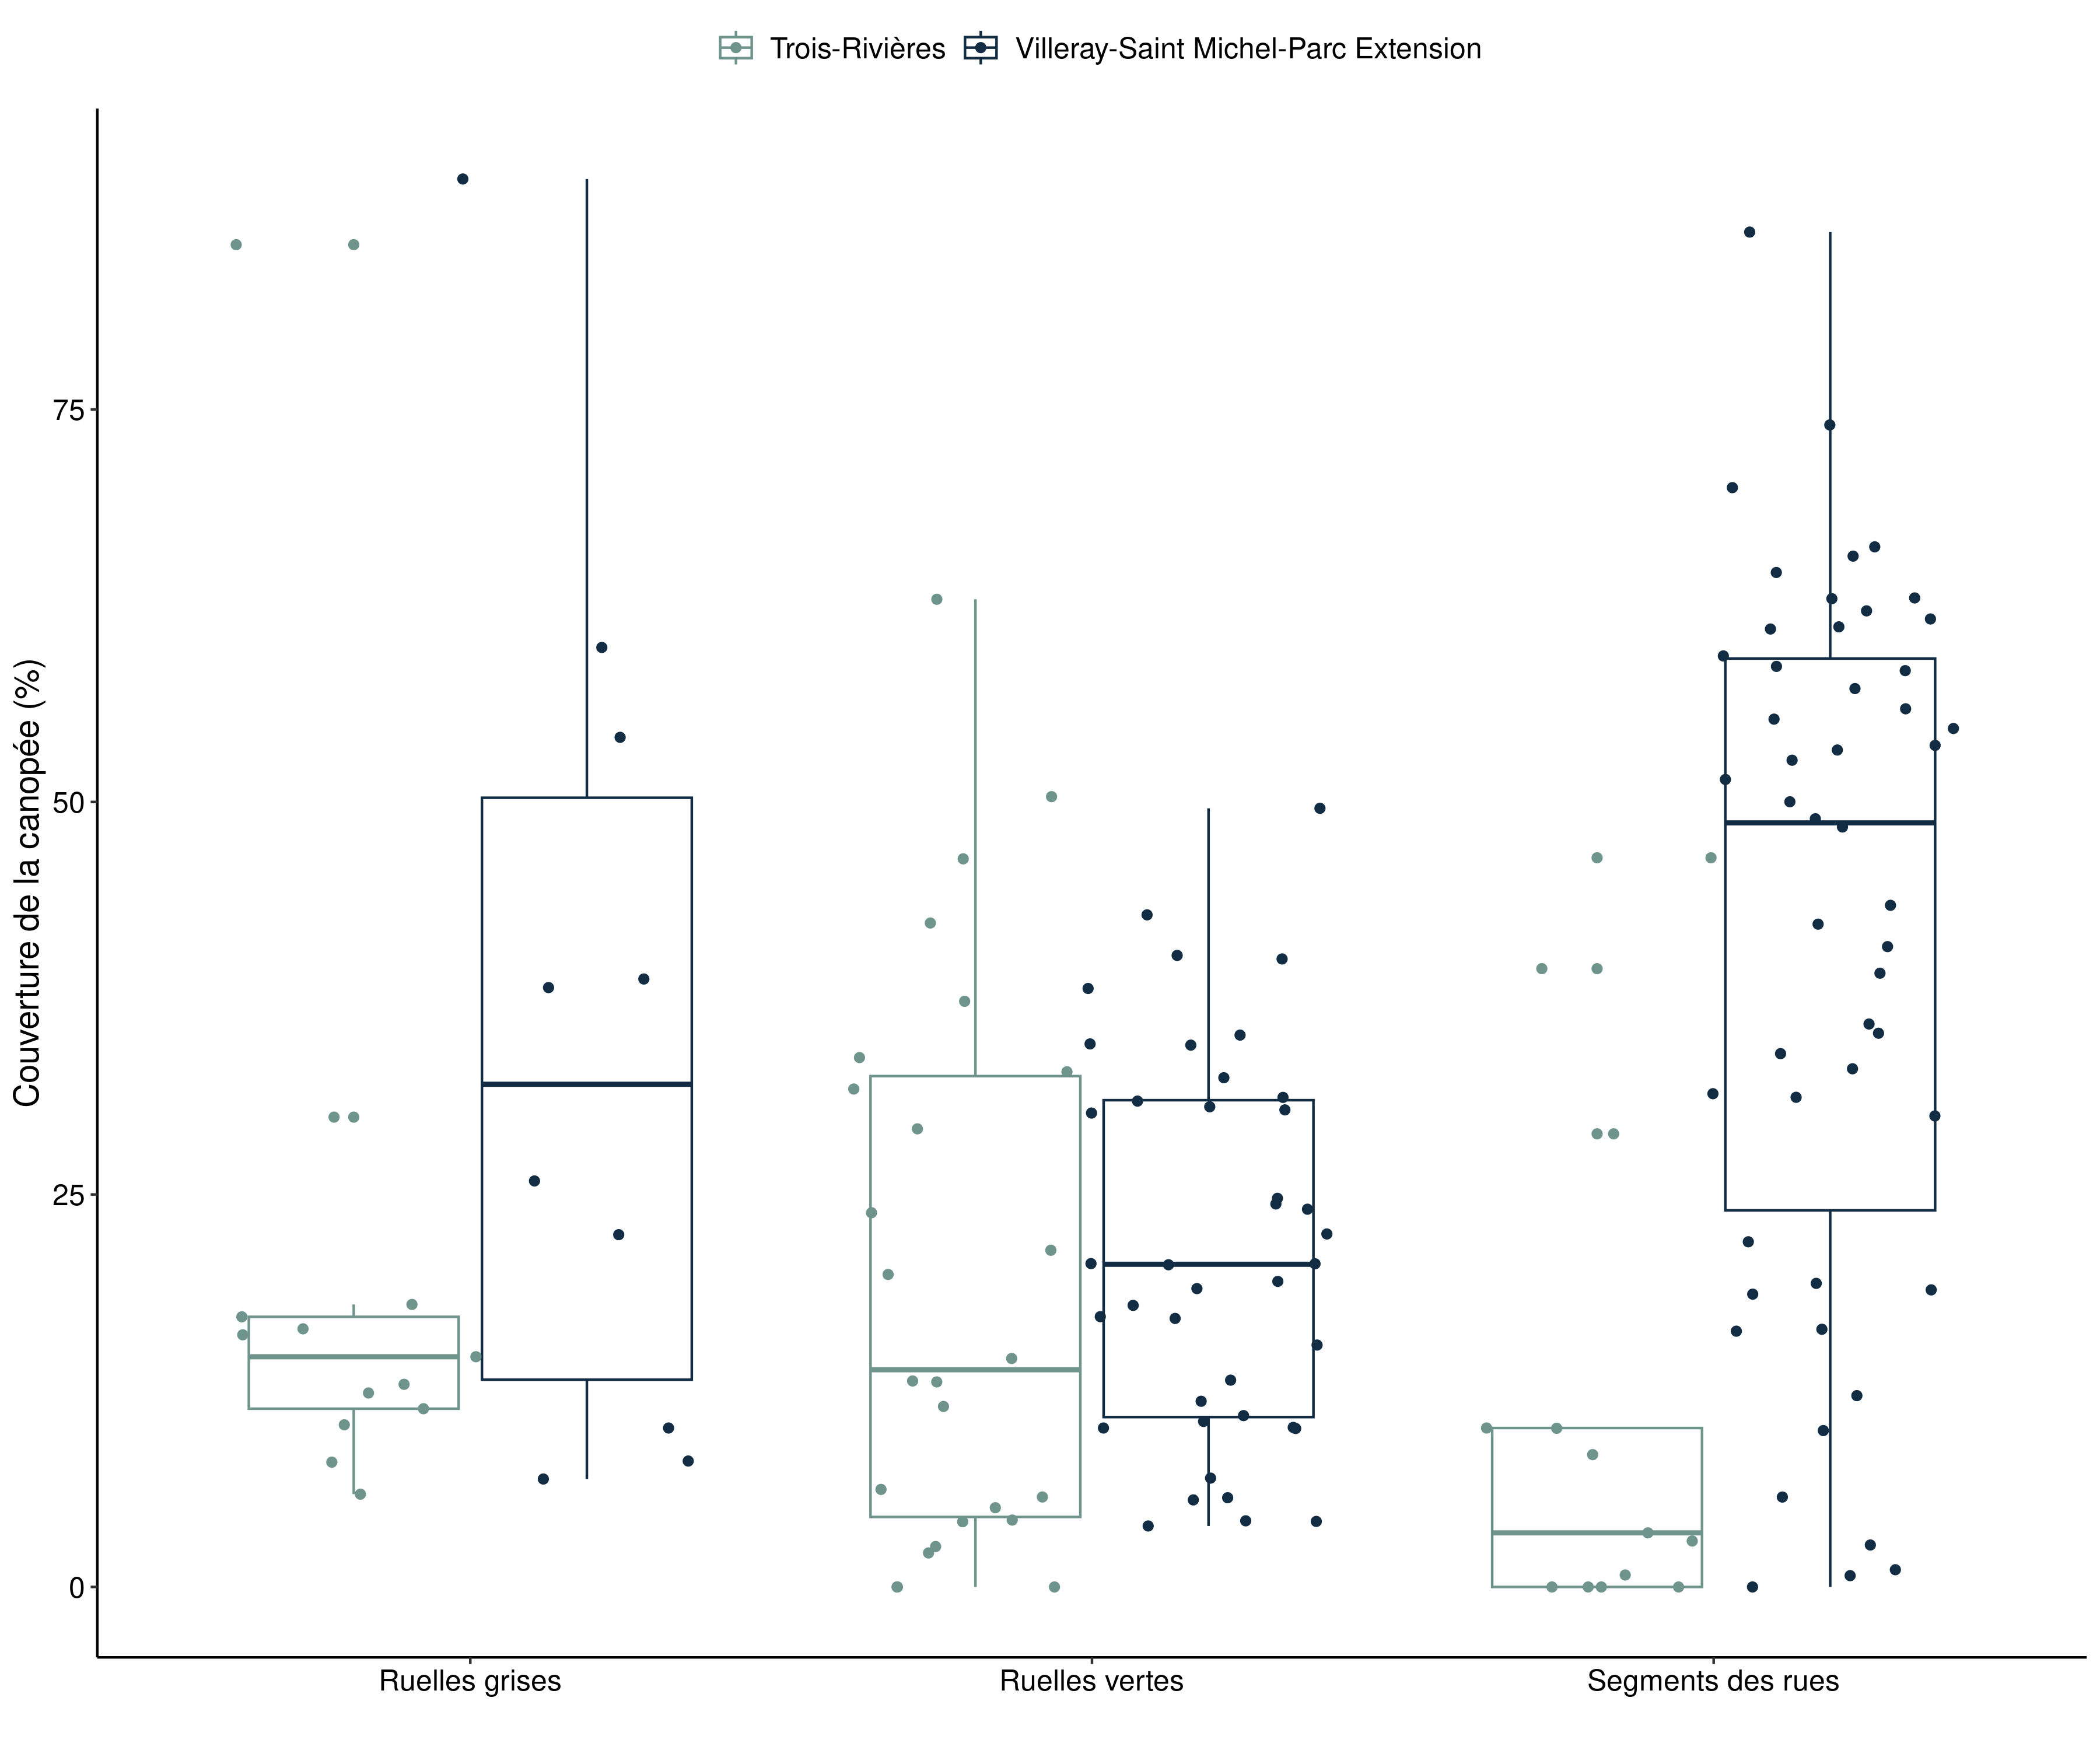 Trois-Rivières Villeray-Saint Michel-Parc Extension
Couverture de la canopée (%)
75
50
25
0
Ruelles grises Ruelles vertes Segments des rues